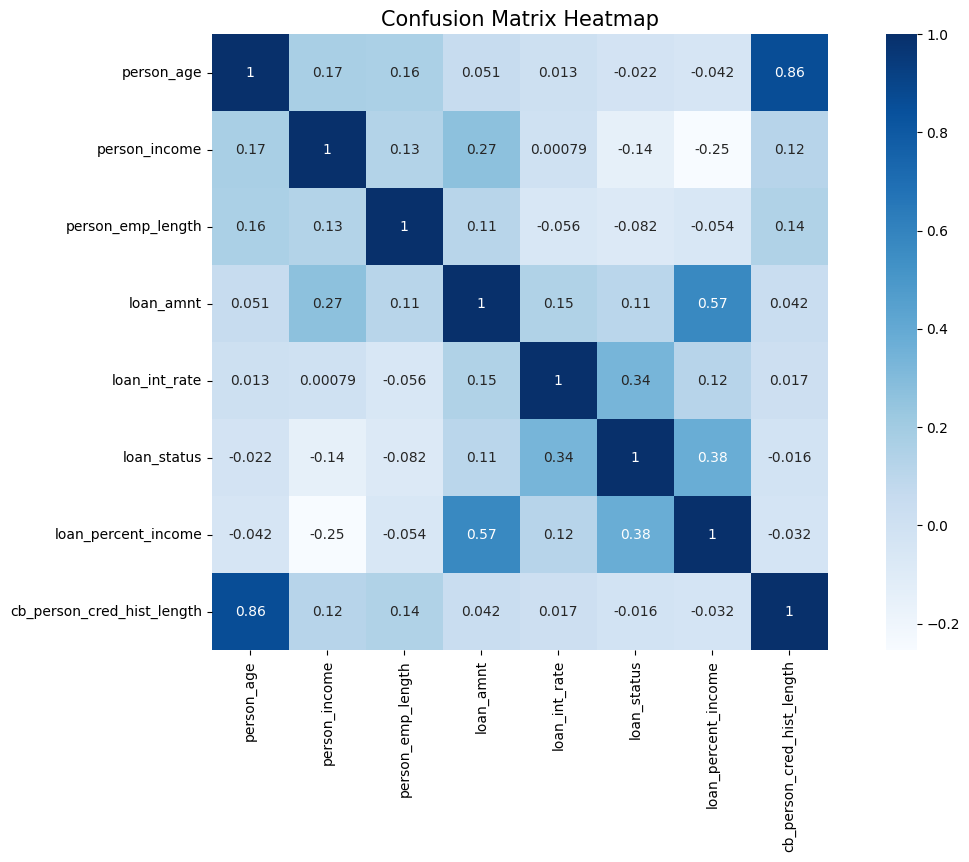 Confusion Matrix Heatmap
person_age 1 0.17 0.16 0.051 0.013 -0.022 -0.042 0.86
person_income 0.17 1 0.13 0.27 0.00079 -0.14 -0.25 0.12
person_emp_length 0.16 0.13 1 0.11 -0.056 -0.082 -0.054 0.14
loan_amnt 0.051 0.27 0.11 1 0.15 0.11 0.57 0.042
loan_int_rate 0.013 0.00079 -0.056 0.15 1 0.34 0.12 0.017
loan_status -0.022 -0.14 -0.082 0.11 0.34 1 0.38 -0.016
loan_percent_income -0.042 -0.25 -0.054 0.57 0.12 0.38 1 -0.032
cb_person_cred_hist_length 0.86 0.12 0.14 0.042 0.017 -0.016 -0.032 1
person_age
person_income
person_emp_length
loan_amnt
loan_int_rate
loan_status
loan_percent_income
cb_person_cred_hist_length
1.0
0.8
0.6
0.4
0.2
0.0
−0.2